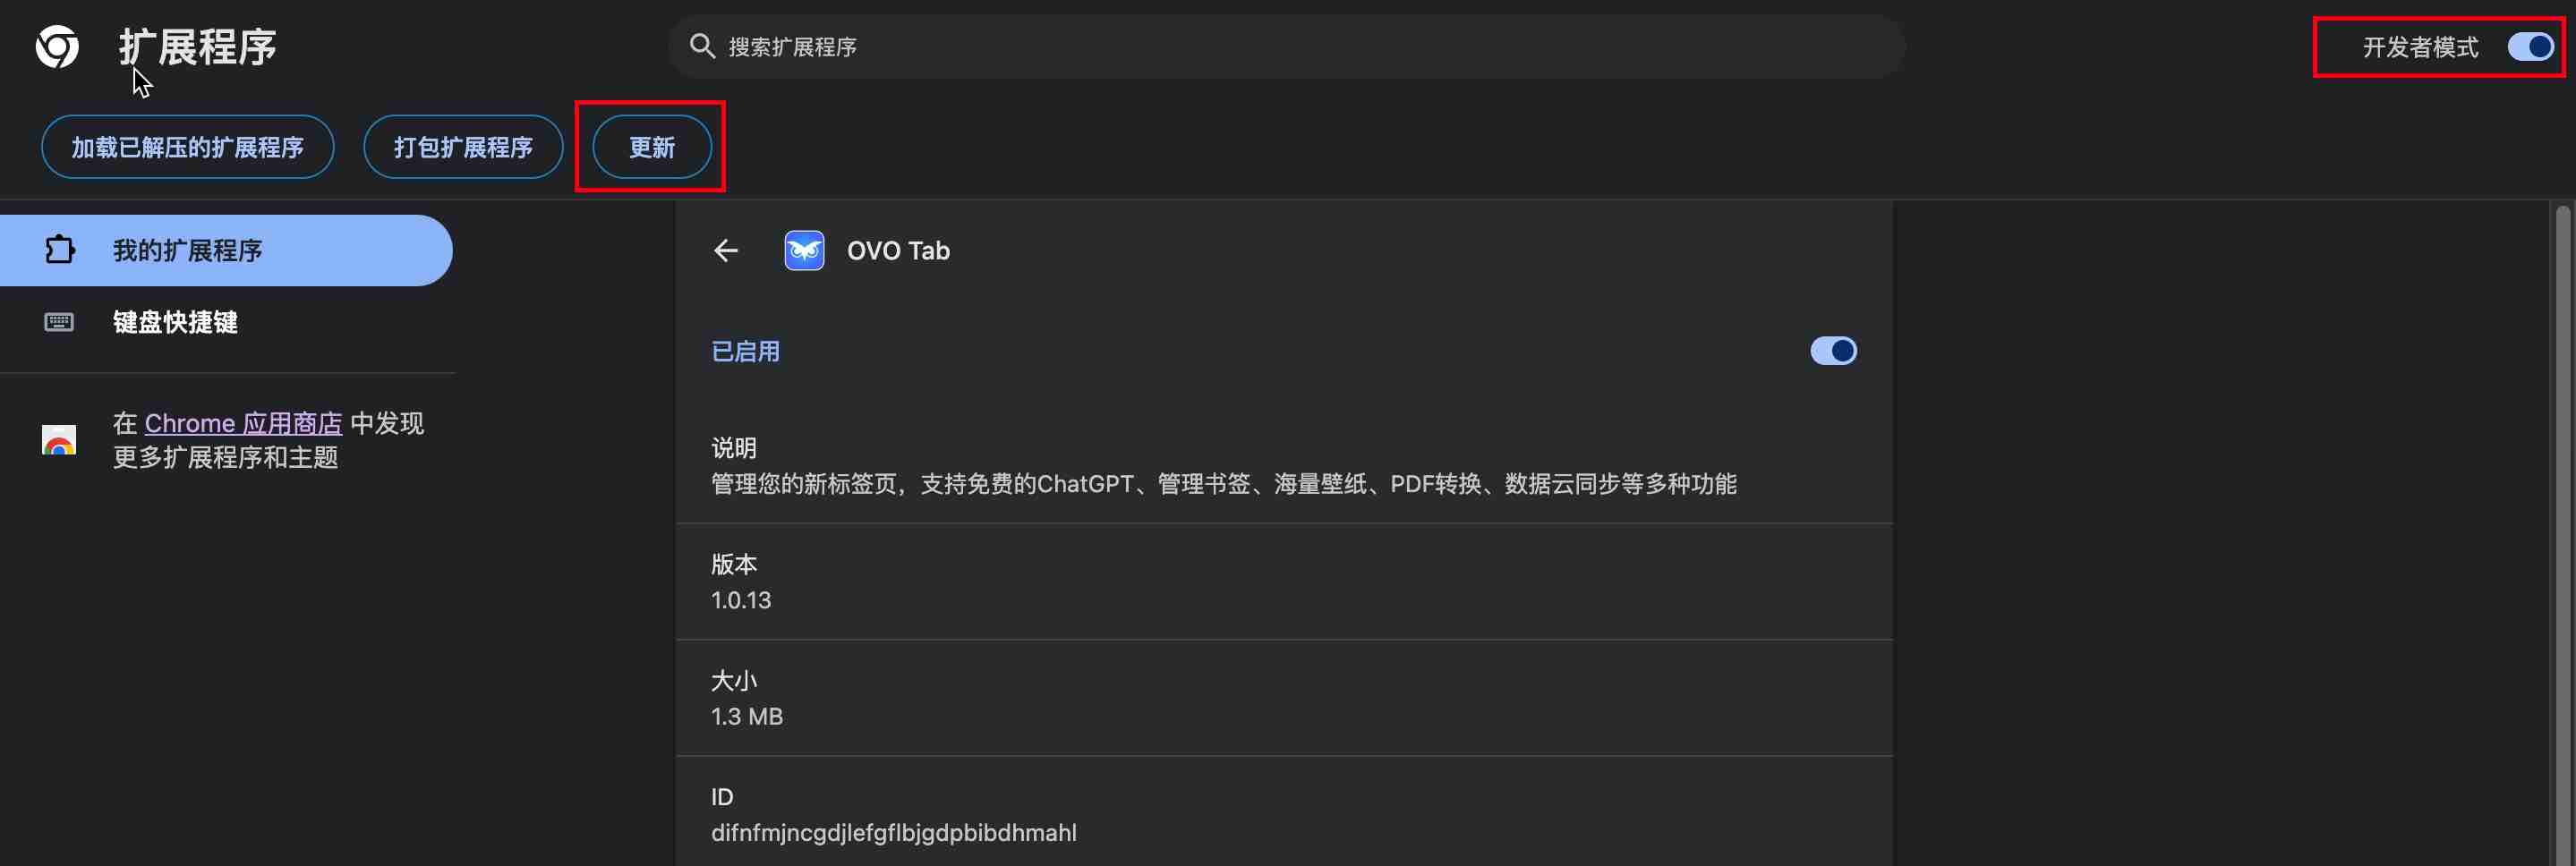 扩展程序
搜索扩展程序
开发者模式
加载已解压的扩展程序
打包扩展程序
更新
我的扩展程序
键盘快捷键
在 Chrome 应用商店 中发现
更多扩展程序和主题
OVO Tab
已启用
说明
管理您的新标签页，支持免费的ChatGPT、管理书签、海量壁纸、PDF转换、数据云同步等多种功能
版本
1.0.13
大小
1.3 MB
ID
difnfmjncgdjlefgflbjgdpbibdhmahl